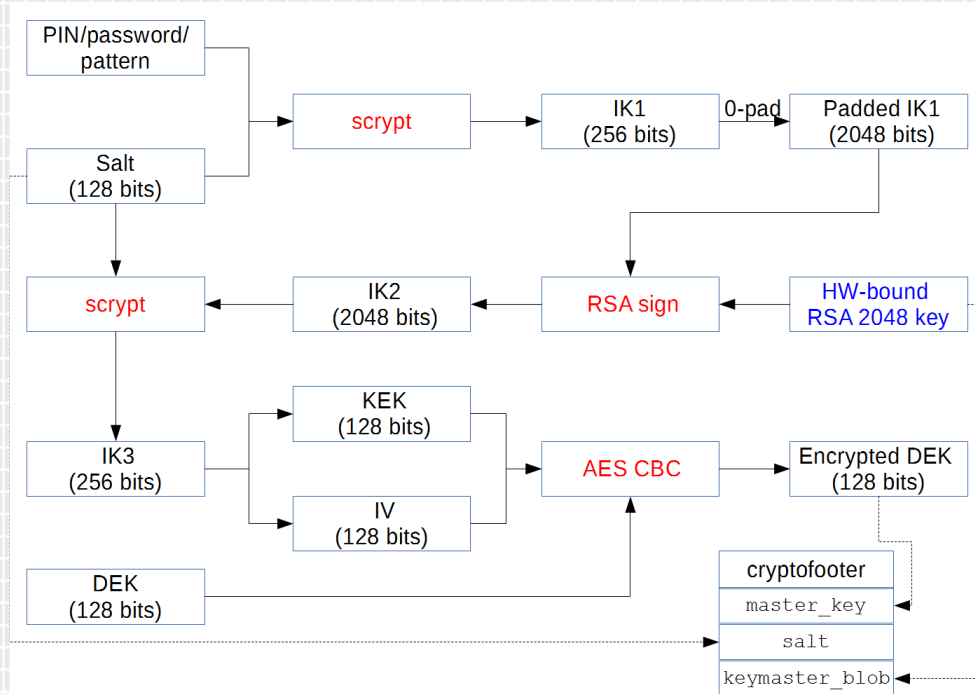 PIN/password/
pattern
scrypt
IK1
(256 bits)
0-pad
Padded IK1
(2048 bits)
Salt
(128 bits)
scrypt
IK2
(2048 bits)
RSA sign
HW-bound
RSA 2048 key
KEK
(128 bits)
IK3
(256 bits)
AES CBC
Encrypted DEK
(128 bits)
IV
(128 bits)
DEK
(128 bits)
cryptofooter
master_key
salt
keymaster_blob